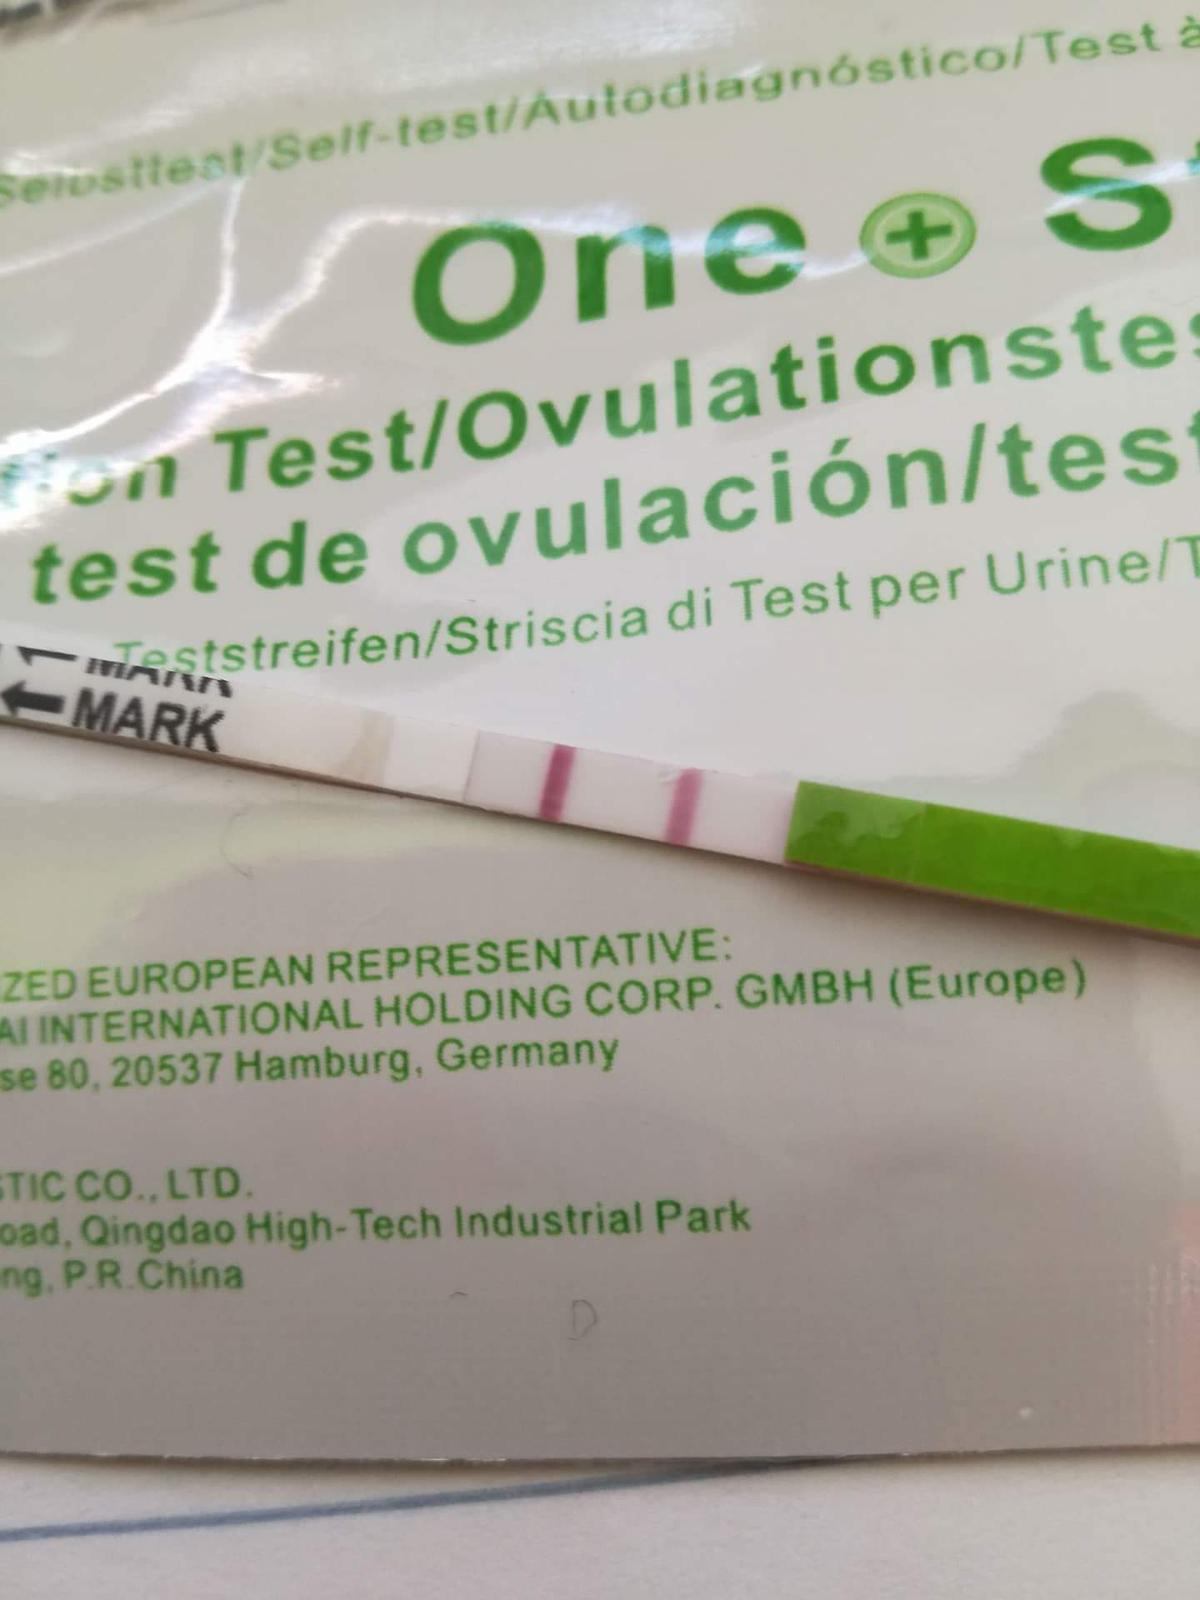 Selbsttest/Self-test/Autodiagnóstico/Test à
One + St
tion Test/Ovulationstes
test de ovulación/test
Teststreifen/Striscia di Test per Urine/T
MARK
MARK
ZED EUROPEAN REPRESENTATIVE:
AI INTERNATIONAL HOLDING CORP. GMBH (Europe)
se 80, 20537 Hamburg, Germany
STIC CO., LTD.
oad, Qingdao High-Tech Industrial Park
ng, P.R.China